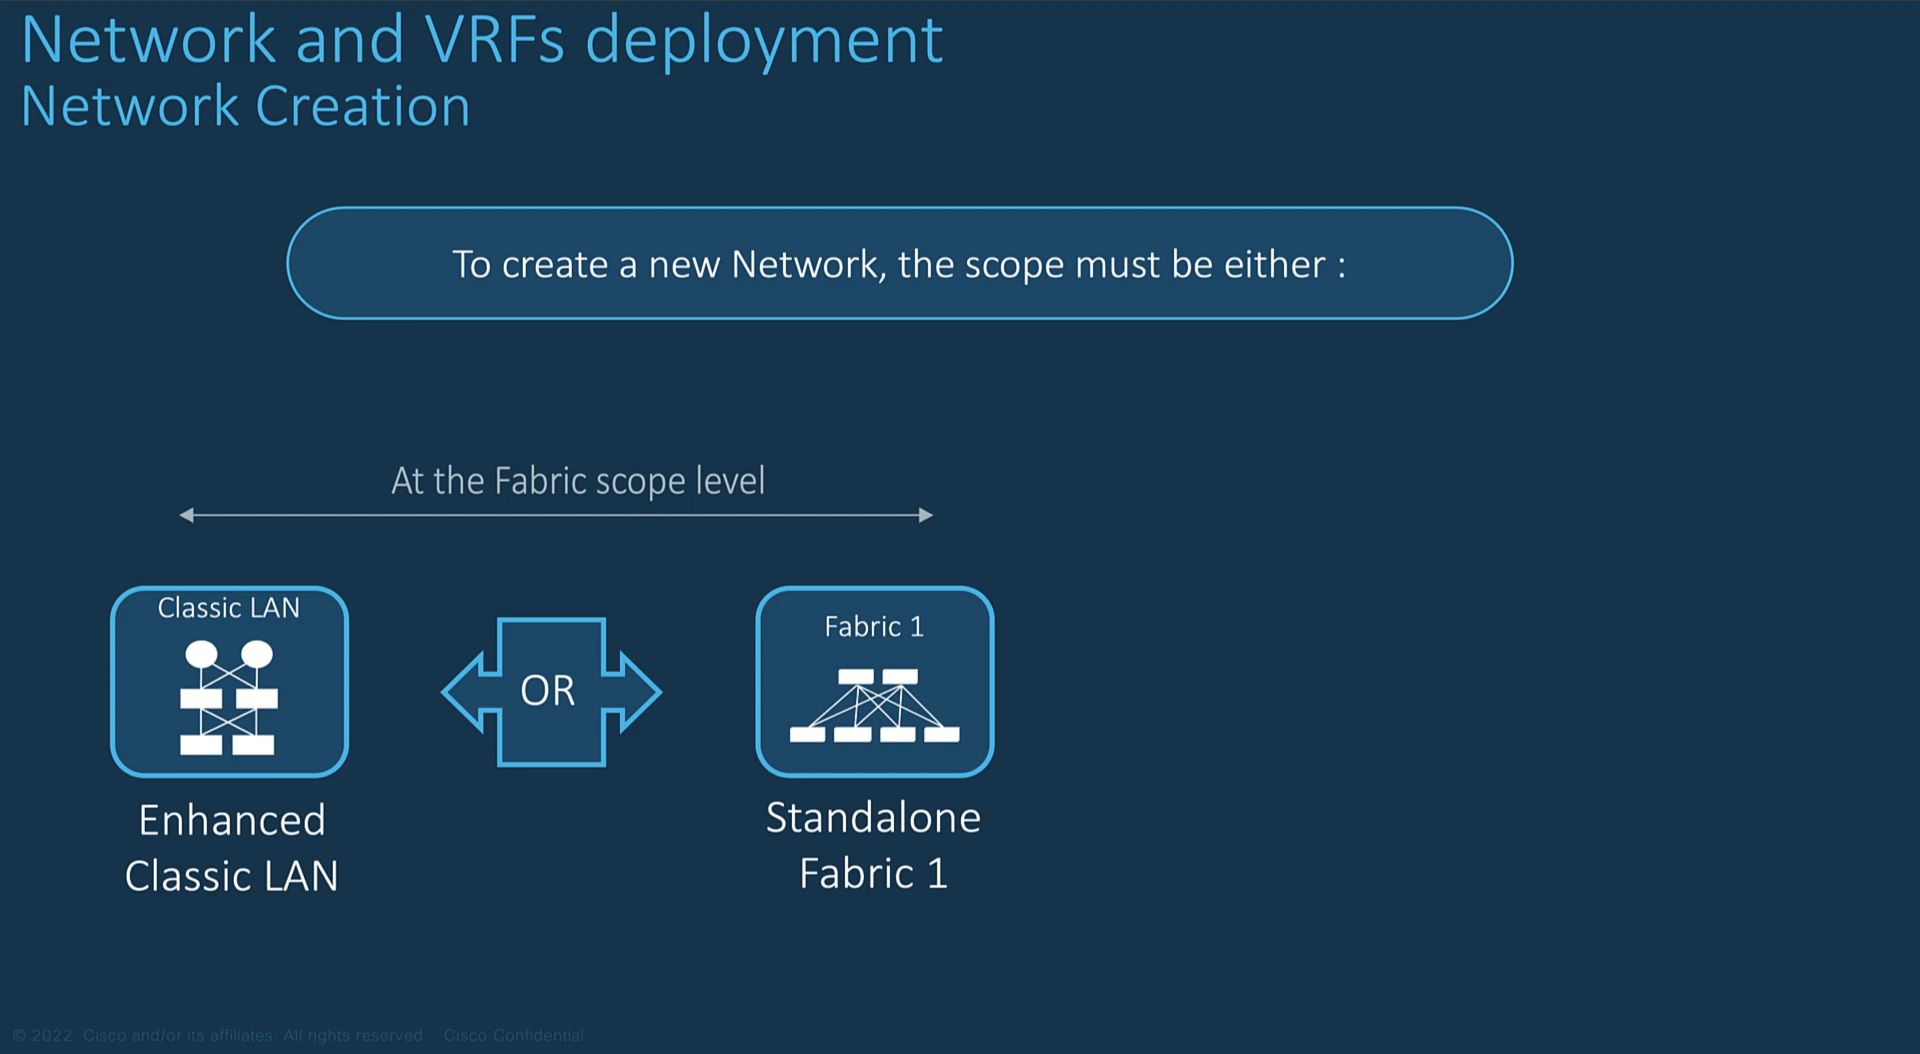 Network and VRFs deployment
Network Creation
To create a new Network, the scope must be either :
At the Fabric scope level
Classic LAN
OR
Fabric 1
Enhanced
Classic LAN
Standalone
Fabric 1
© 2022 Cisco and/or its affiliates. All rights reserved. Cisco Confidential